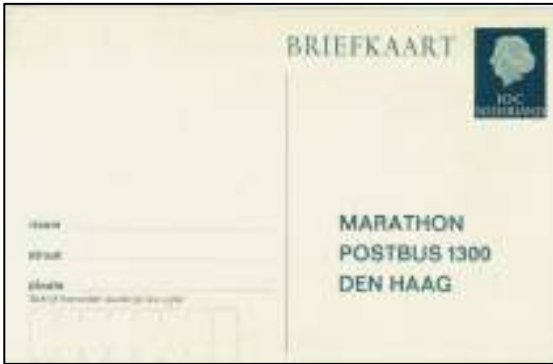 BRIEFKAART
10C
NEDERLAND
naam
straat
plaats
MARATHON
POSTBUS 1300
DEN HAAG